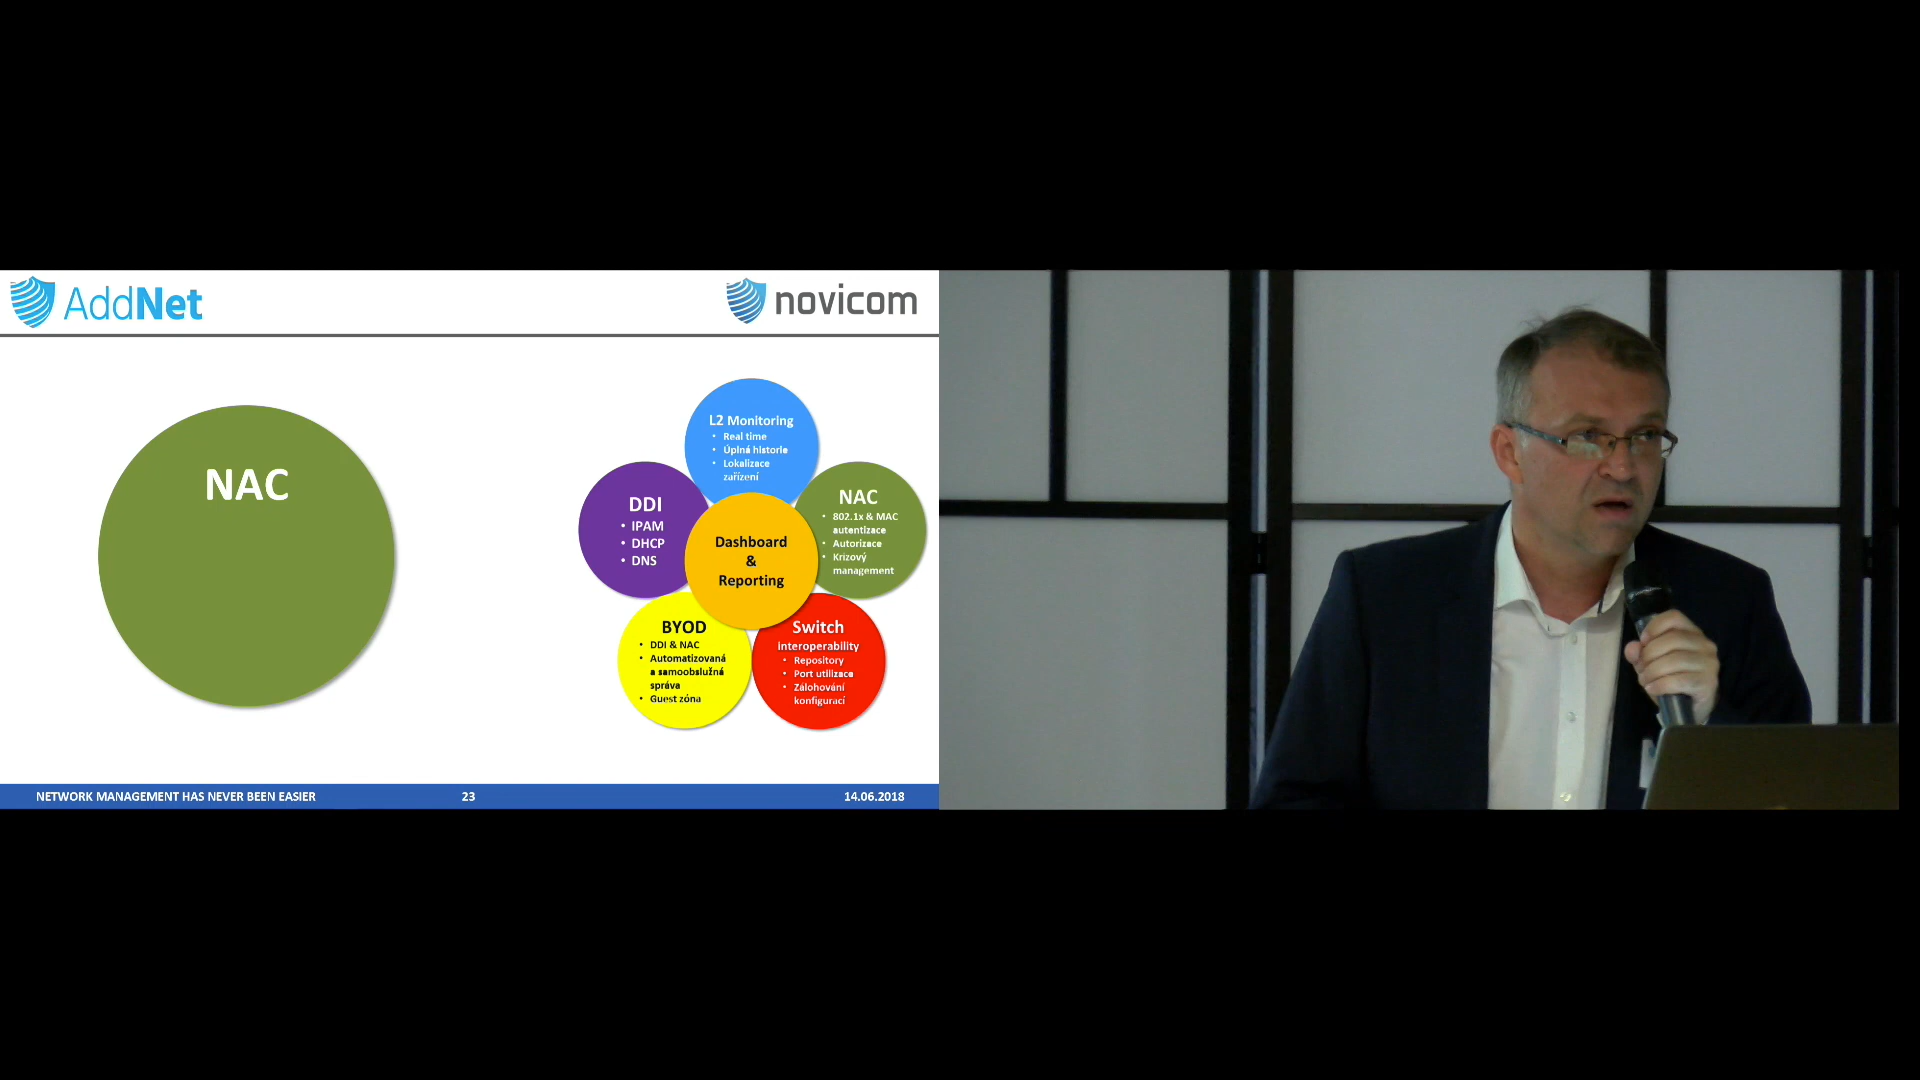 AddNet
novicom
NAC
L2 Monitoring
• Real time
• Úplná historie
• Lokalizace
zařízení
DDI
• IPAM
• DHCP
• DNS
NAC
• 802.1x & MAC
autentizace
• Autorizace
• Krizový
management
Dashboard
&
Reporting
BYOD
• DDI & NAC
• Automatizovaná
a samoobslužná
správa
• Guest zóna
Switch
interoperability
• Repository
• Port utilizace
• Zálohování
konfigurací
NETWORK MANAGEMENT HAS NEVER BEEN EASIER
23
14.06.2018